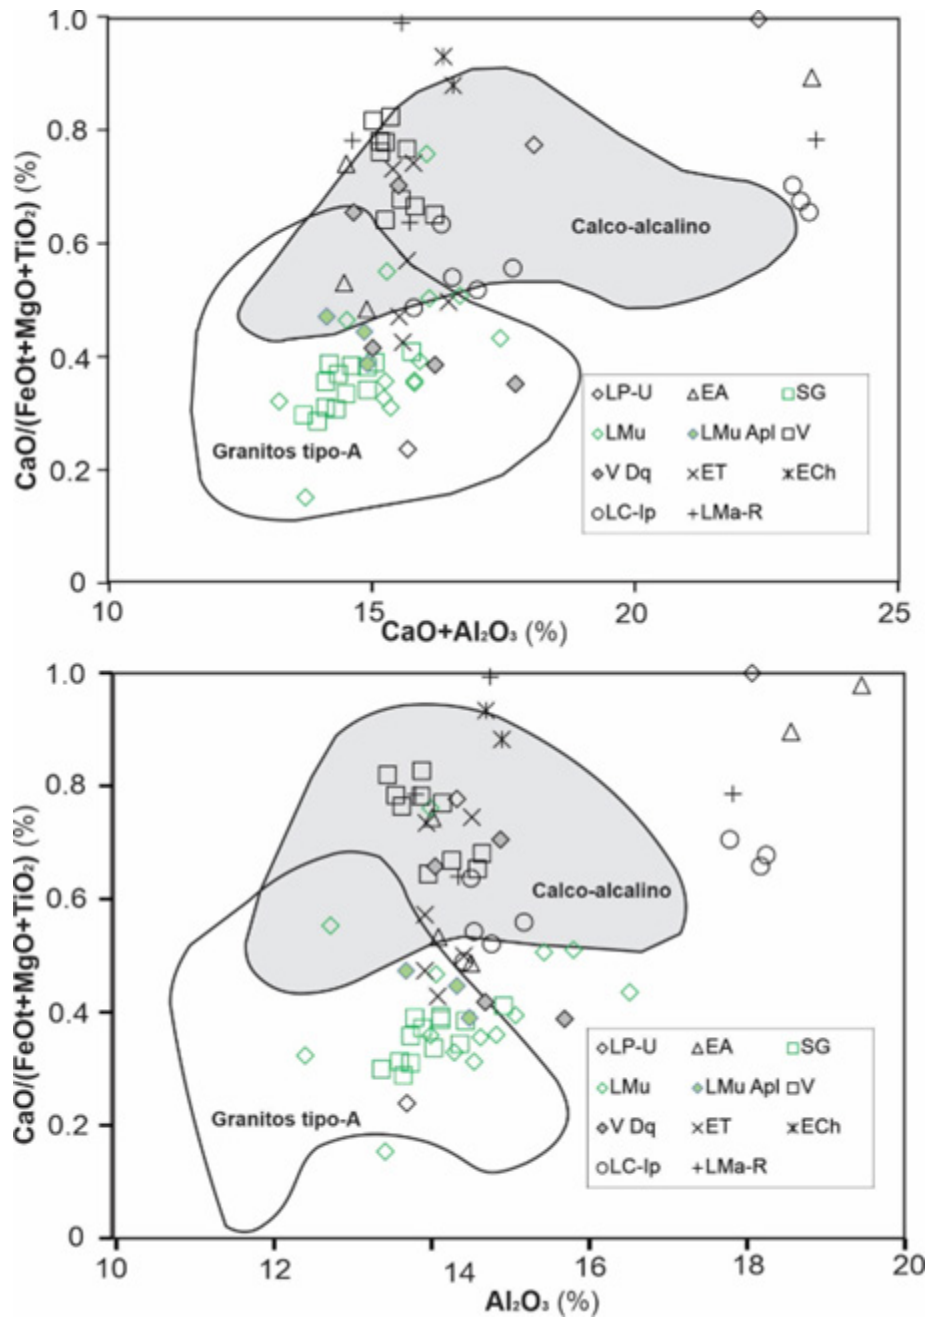 CaO/(FeOt+MgO+TiO₂) (%)
1.0
0.8
0.6
0.4
0.2
0
Calco-alcalino
Granitos tipo-A
LP-U EA SG
LMu LMu Apl V
V Dq ET ECh
LC-Ip LMa-R
10 15 20 25
CaO+Al₂O₃ (%)
CaO/(FeOt+MgO+TiO₂) (%)
1.0
0.8
0.6
0.4
0.2
0
Calco-alcalino
Granitos tipo-A
LP-U EA SG
LMu LMu Apl V
V Dq ET ECh
LC-Ip LMa-R
10 12 14 16 18 20
Al₂O₃ (%)